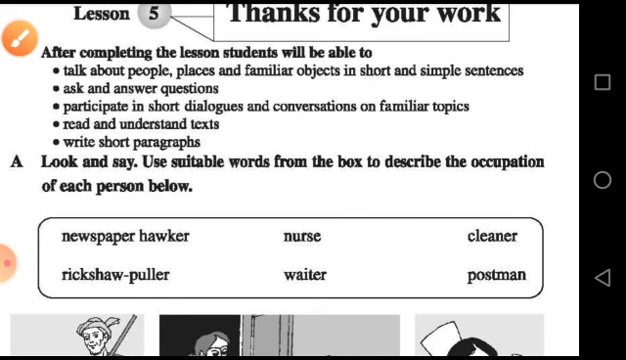 Lesson 5 Thanks for your work
After completing the lesson students will be able to
• talk about people, places and familiar objects in short and simple sentences
• ask and answer questions
• participate in short dialogues and conversations on familiar topics
• read and understand texts
• write short paragraphs
A Look and say. Use suitable words from the box to describe the occupation
of each person below.
newspaper hawker nurse cleaner
rickshaw-puller waiter postman